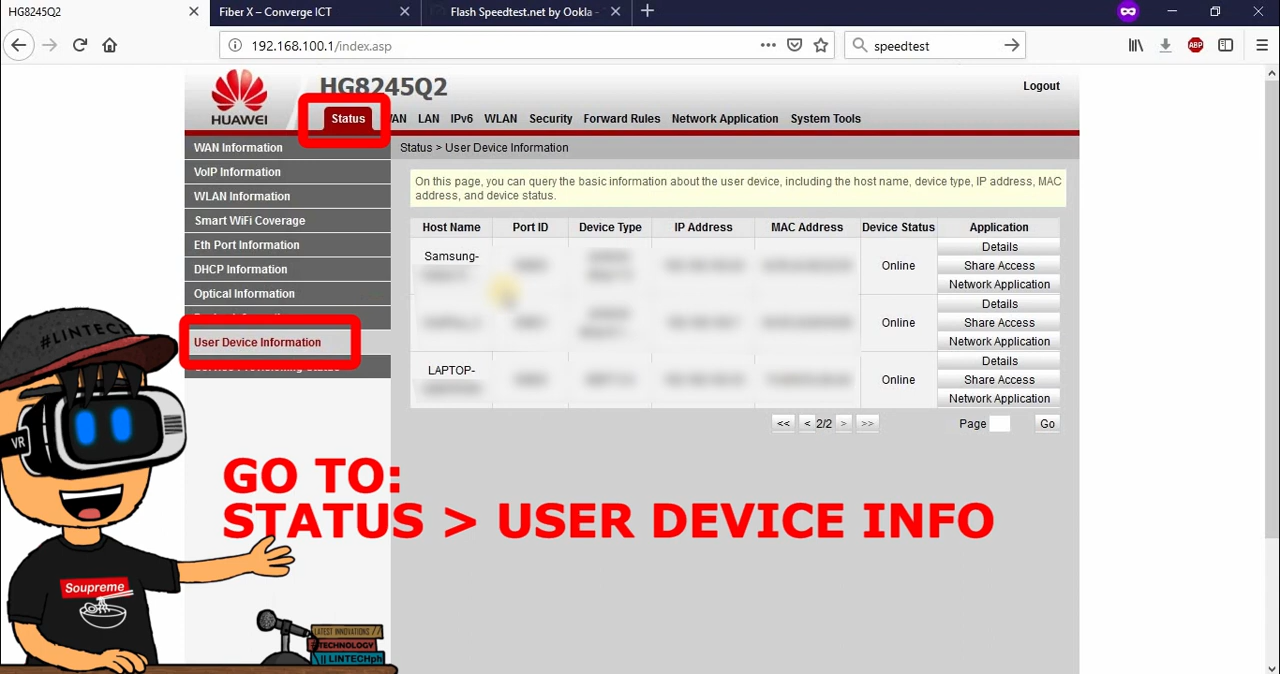 HG8245Q2
Fiber X – Converge ICT
Flash Speedtest.net by Ookla -
192.168.100.1/index.asp
speedtest
ABP
HUAWEI
HG8245Q2
Logout
Status
LAN
IPv6
WLAN
Security
Forward Rules
Network Application
System Tools
WAN Information
VoIP Information
WLAN Information
Smart WiFi Coverage
Eth Port Information
DHCP Information
Optical Information
User Device Information
Status > User Device Information
On this page, you can query the basic information about the user device, including the host name, device type, IP address, MAC
address, and device status.
Host Name Port ID Device Type IP Address MAC Address Device Status Application
Samsung-
Online
Details
Share Access
Network Application
Online
Details
Share Access
Network Application
LAPTOP-
Online
Details
Share Access
Network Application
<< < 2/2 > >> Page Go
GO TO:
STATUS > USER DEVICE INFO
#LINTECH
VR
Soupreme
LATEST INNOVATIONS //
#TECHNOLOGY
\\ LINTECHph